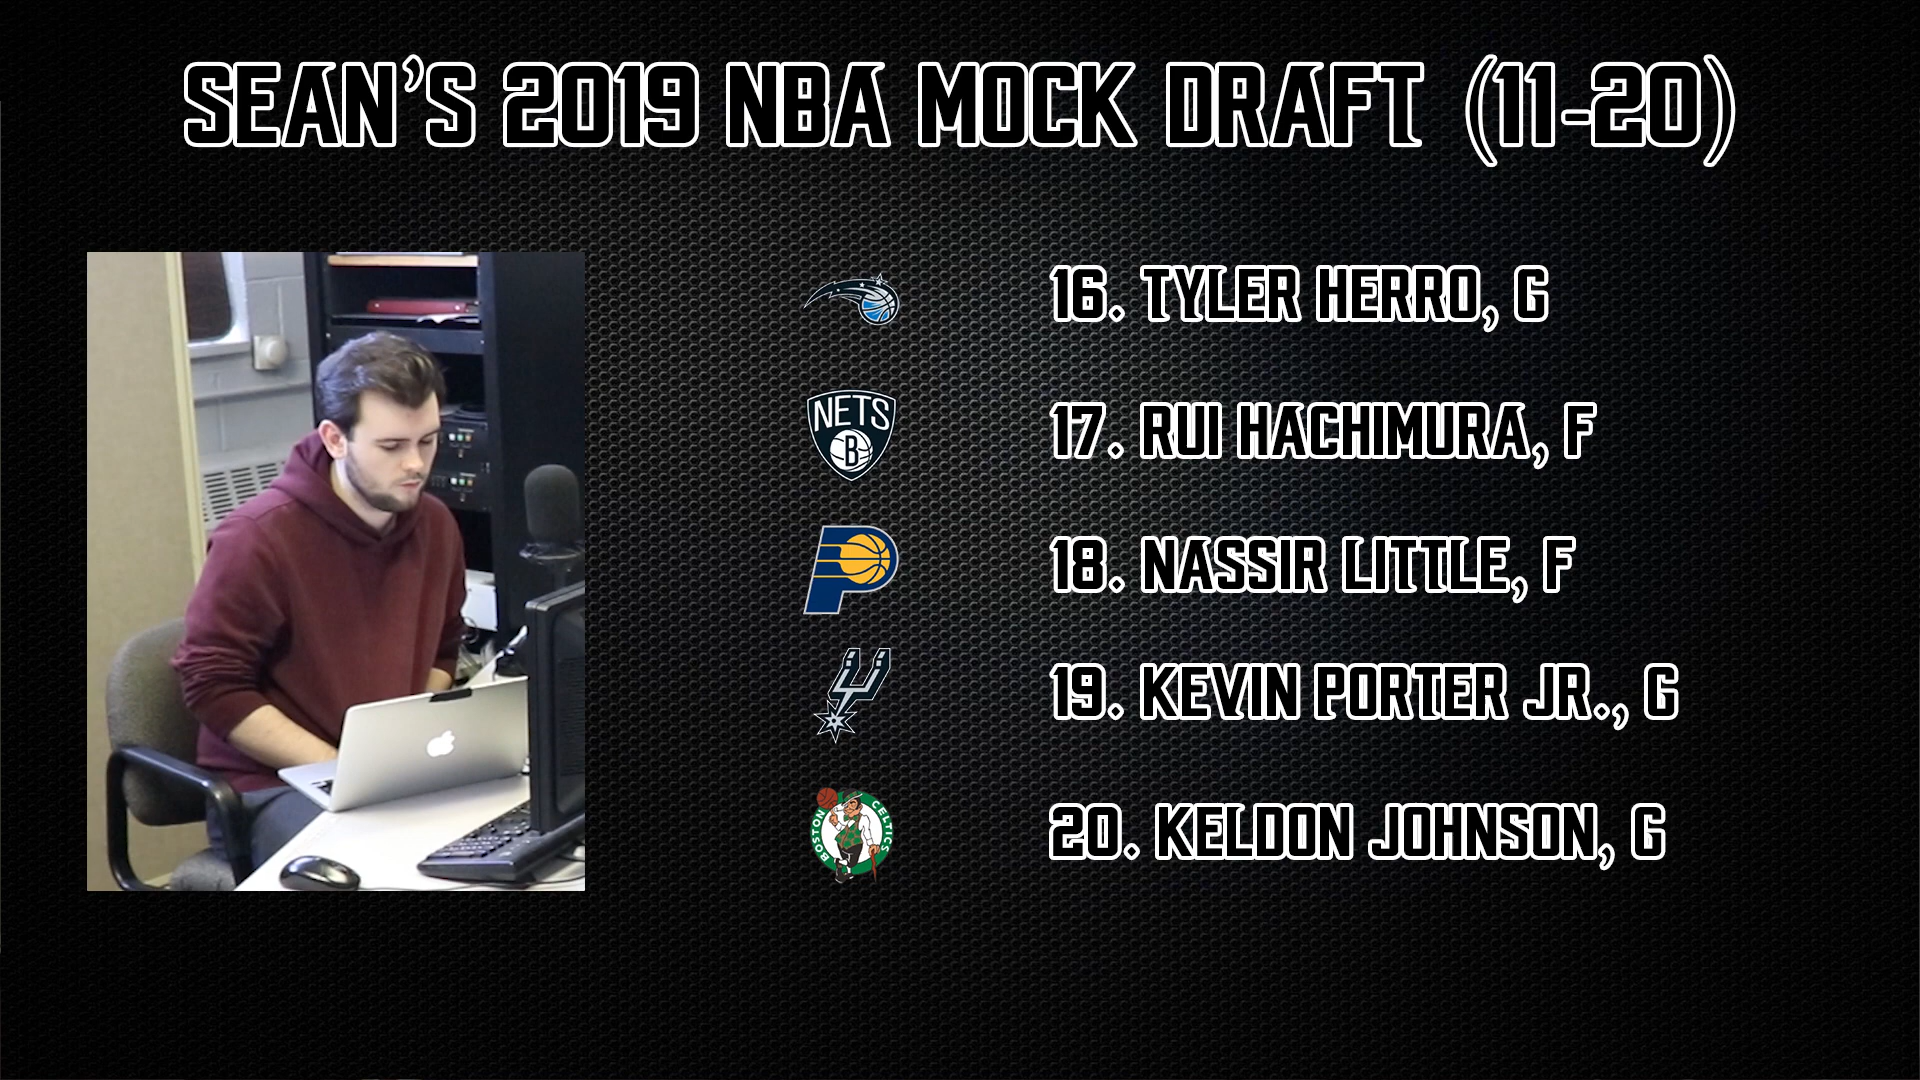 SEAN'S 2019 NBA MOCK DRAFT (11-20)
16. TYLER HERRO, G
NETS
B
17. RUI HACHIMURA, F
18. NASSIR LITTLE, F
19. KEVIN PORTER JR., G
BOSTON CELTICS
20. KELDON JOHNSON, G